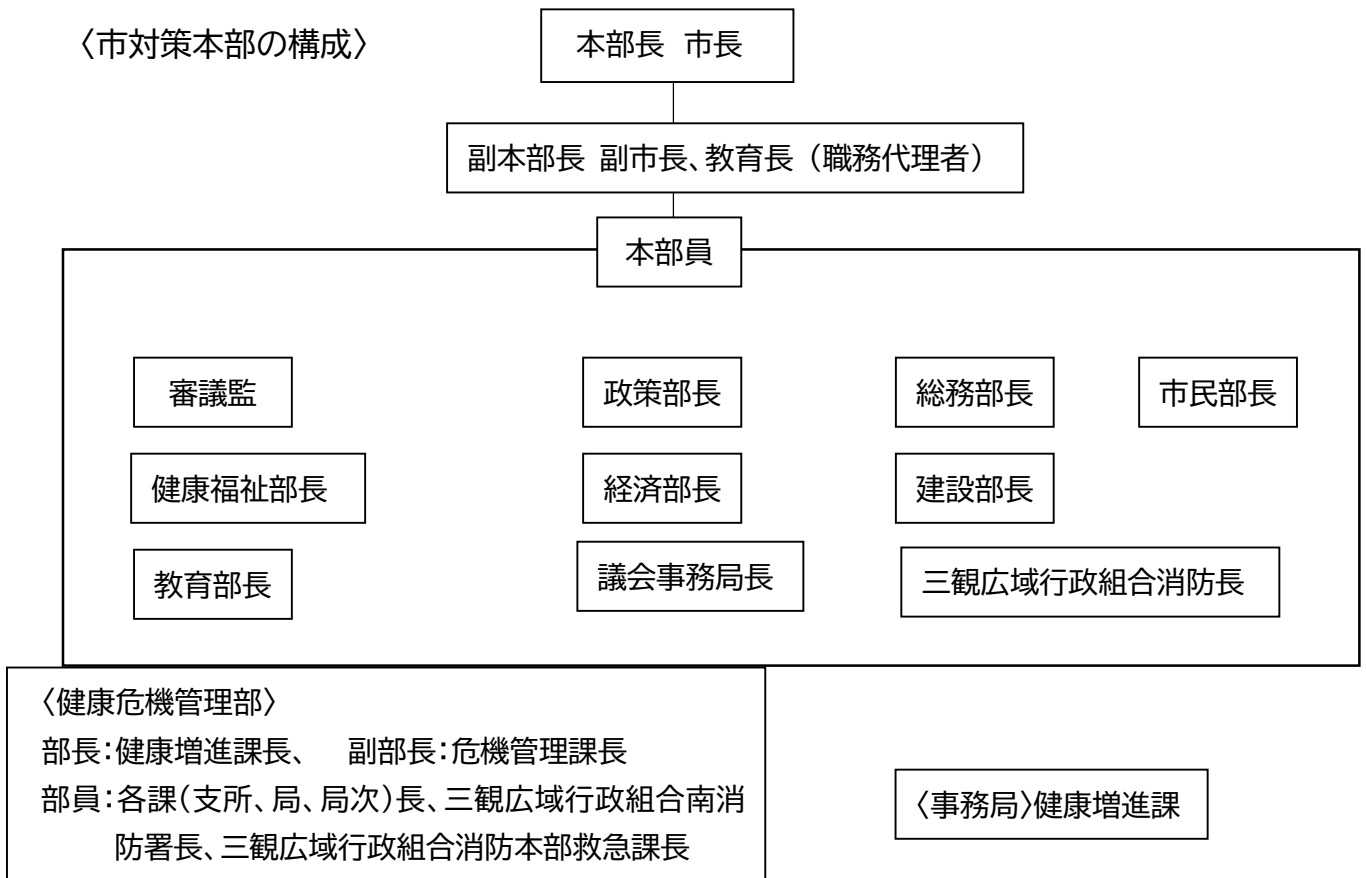 〈市対策本部の構成〉
本部長 市長
副本部長 副市長、教育長（職務代理者）
本部員
審議監
政策部長
総務部長
市民部長
健康福祉部長
経済部長
建設部長
教育部長
議会事務局長
三観広域行政組合消防長
〈健康危機管理部〉
部長：健康増進課長、　副部長：危機管理課長
部員：各課（支所、局、局次）長、三観広域行政組合南消
防署長、三観広域行政組合消防本部救急課長
〈事務局〉健康増進課